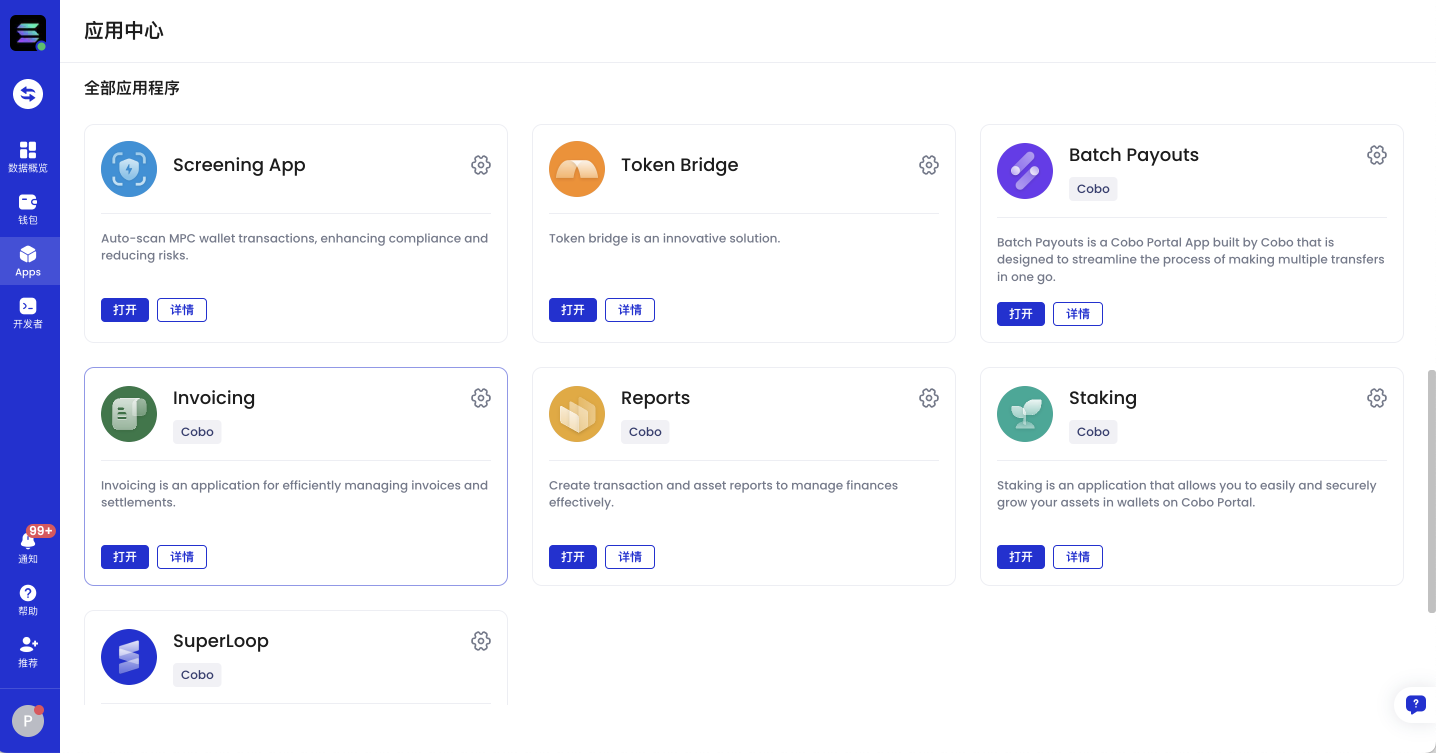 应用中心
全部应用程序
数据概览
钱包
Apps
开发者
99+
通知
帮助
推荐
P
Screening App
Auto-scan MPC wallet transactions, enhancing compliance and
reducing risks.
打开
详情
Token Bridge
Token bridge is an innovative solution.
打开
详情
Batch Payouts
Cobo
Batch Payouts is a Cobo Portal App built by Cobo that is
designed to streamline the process of making multiple transfers
in one go.
打开
详情
Invoicing
Cobo
Invoicing is an application for efficiently managing invoices and
settlements.
打开
详情
Reports
Cobo
Create transaction and asset reports to manage finances
effectively.
打开
详情
Staking
Cobo
Staking is an application that allows you to easily and securely
grow your assets in wallets on Cobo Portal.
打开
详情
SuperLoop
Cobo